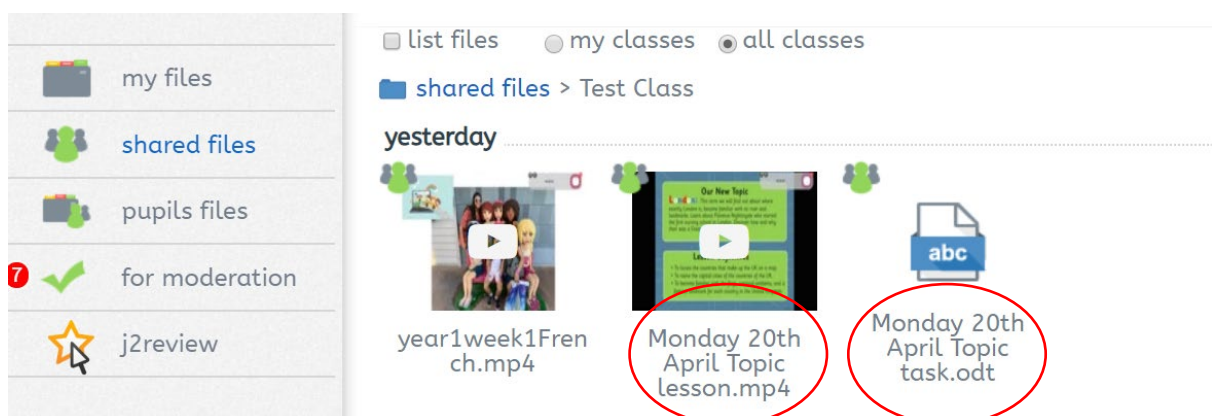 list files my classes all classes
my files
shared files > Test Class
shared files
yesterday
pupils files
Our New Topic
abc
7 for moderation
j2review
year1week1Fren
ch.mp4
Monday 20th
April Topic
lesson.mp4
Monday 20th
April Topic
task.odt